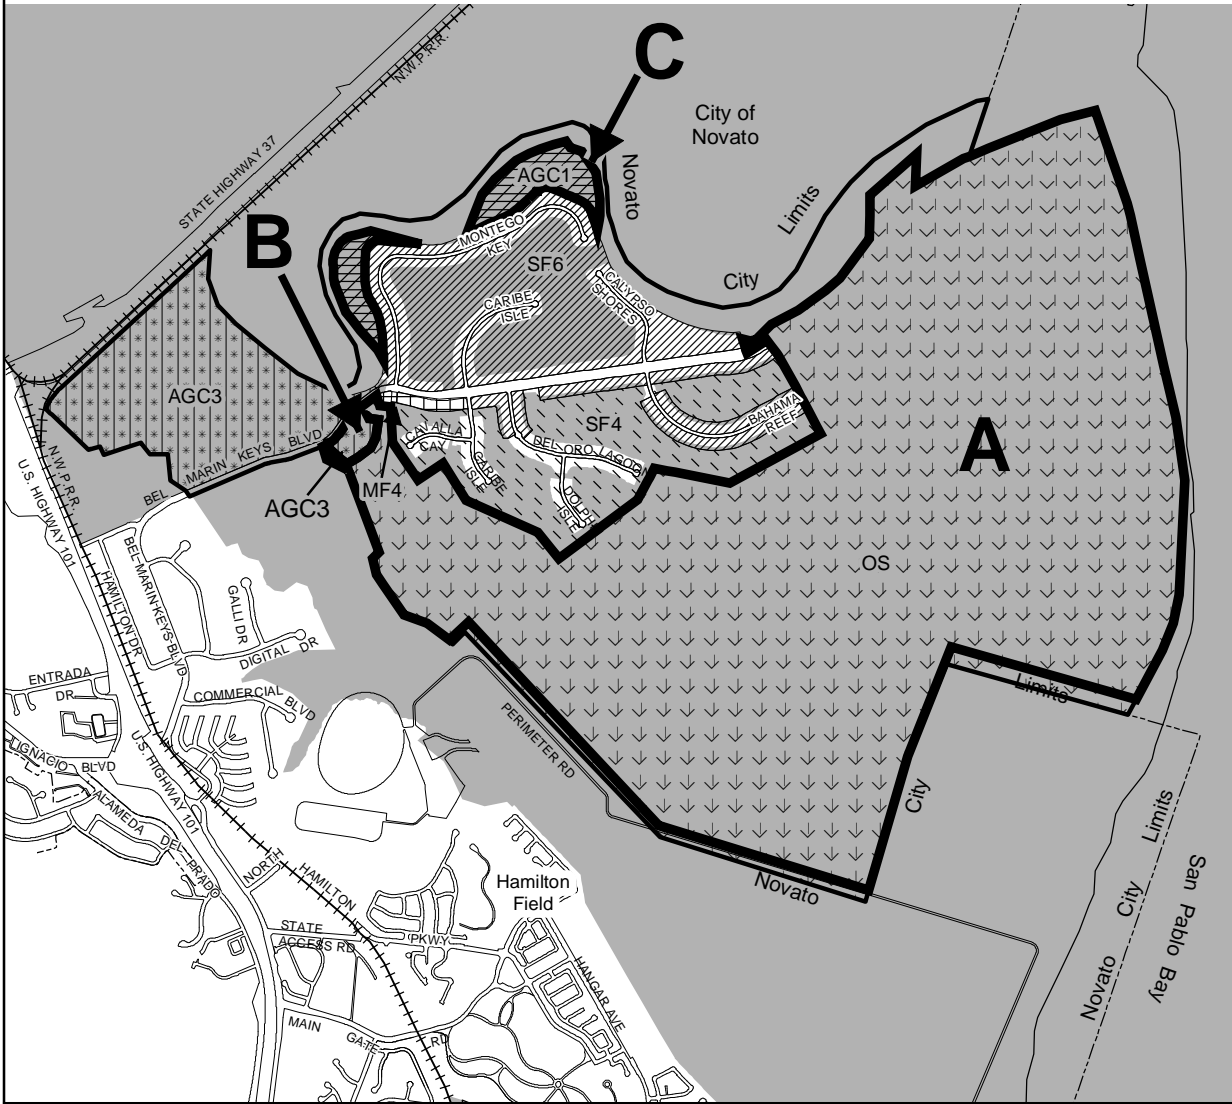 C
City of
Novato
N.W.P.R.R.
STATE HIGHWAY 37
AGC1
Novato
Limits
B
MONTEGO
KEY
SF6
City
CALYPSO
SHORES
CARIBE
ISLE
AGC3
SF4
BAHAMA
REEF
A
CAVALLA
CAY
DEL ORO LAGOON
BEL MARIN KEYS BLVD
CARIBE
ISLE
DOLPH
ISLE
MF4
AGC3
N.W.P.R.R.
U.S. HIGHWAY 101
OS
BEL-MARIN-KEYS-BLVD
HAMILTON DR
GALLI DR
DIGITAL DR
ENTRADA
DR
COMMERCIAL BLVD
Limits
PERIMETER RD
IGNACIO BLVD
U.S. HIGHWAY 101
ALAMEDA DEL PRADO
City
Limits
City
Novato
San Pablo Bay
Novato
NORTH HAMILTON PKWY
Hamilton
Field
STATE
ACCESS RD
HANGAR AVE
MAIN GATE RD